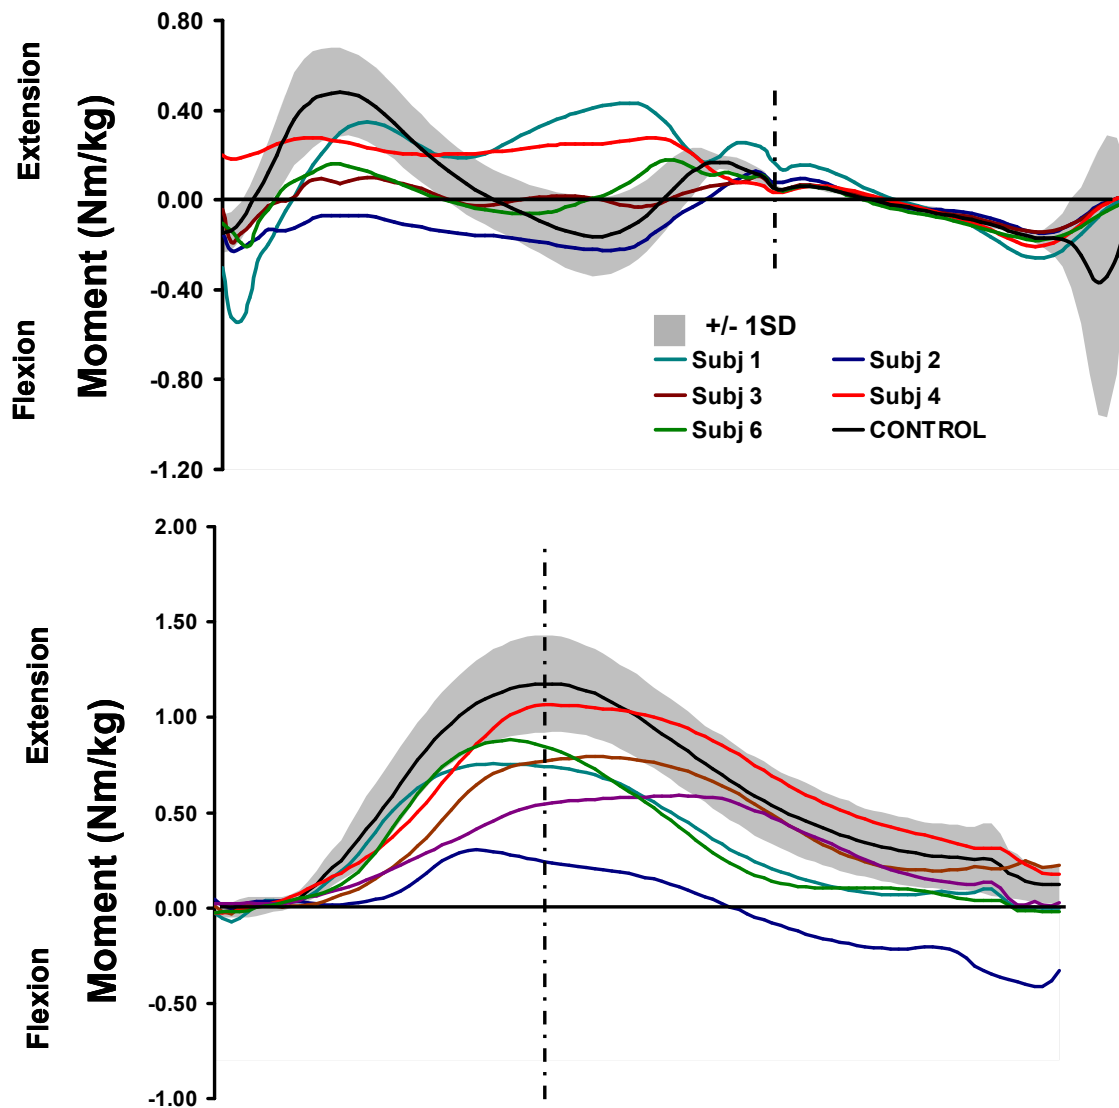 Extension
Flexion
Moment (Nm/kg)
0.80
0.40
0.00
-0.40
-0.80
-1.20
+/- 1SD
Subj 1 Subj 2
Subj 3 Subj 4
Subj 6 CONTROL
Extension
Flexion
Moment (Nm/kg)
2.00
1.50
1.00
0.50
0.00
-0.50
-1.00